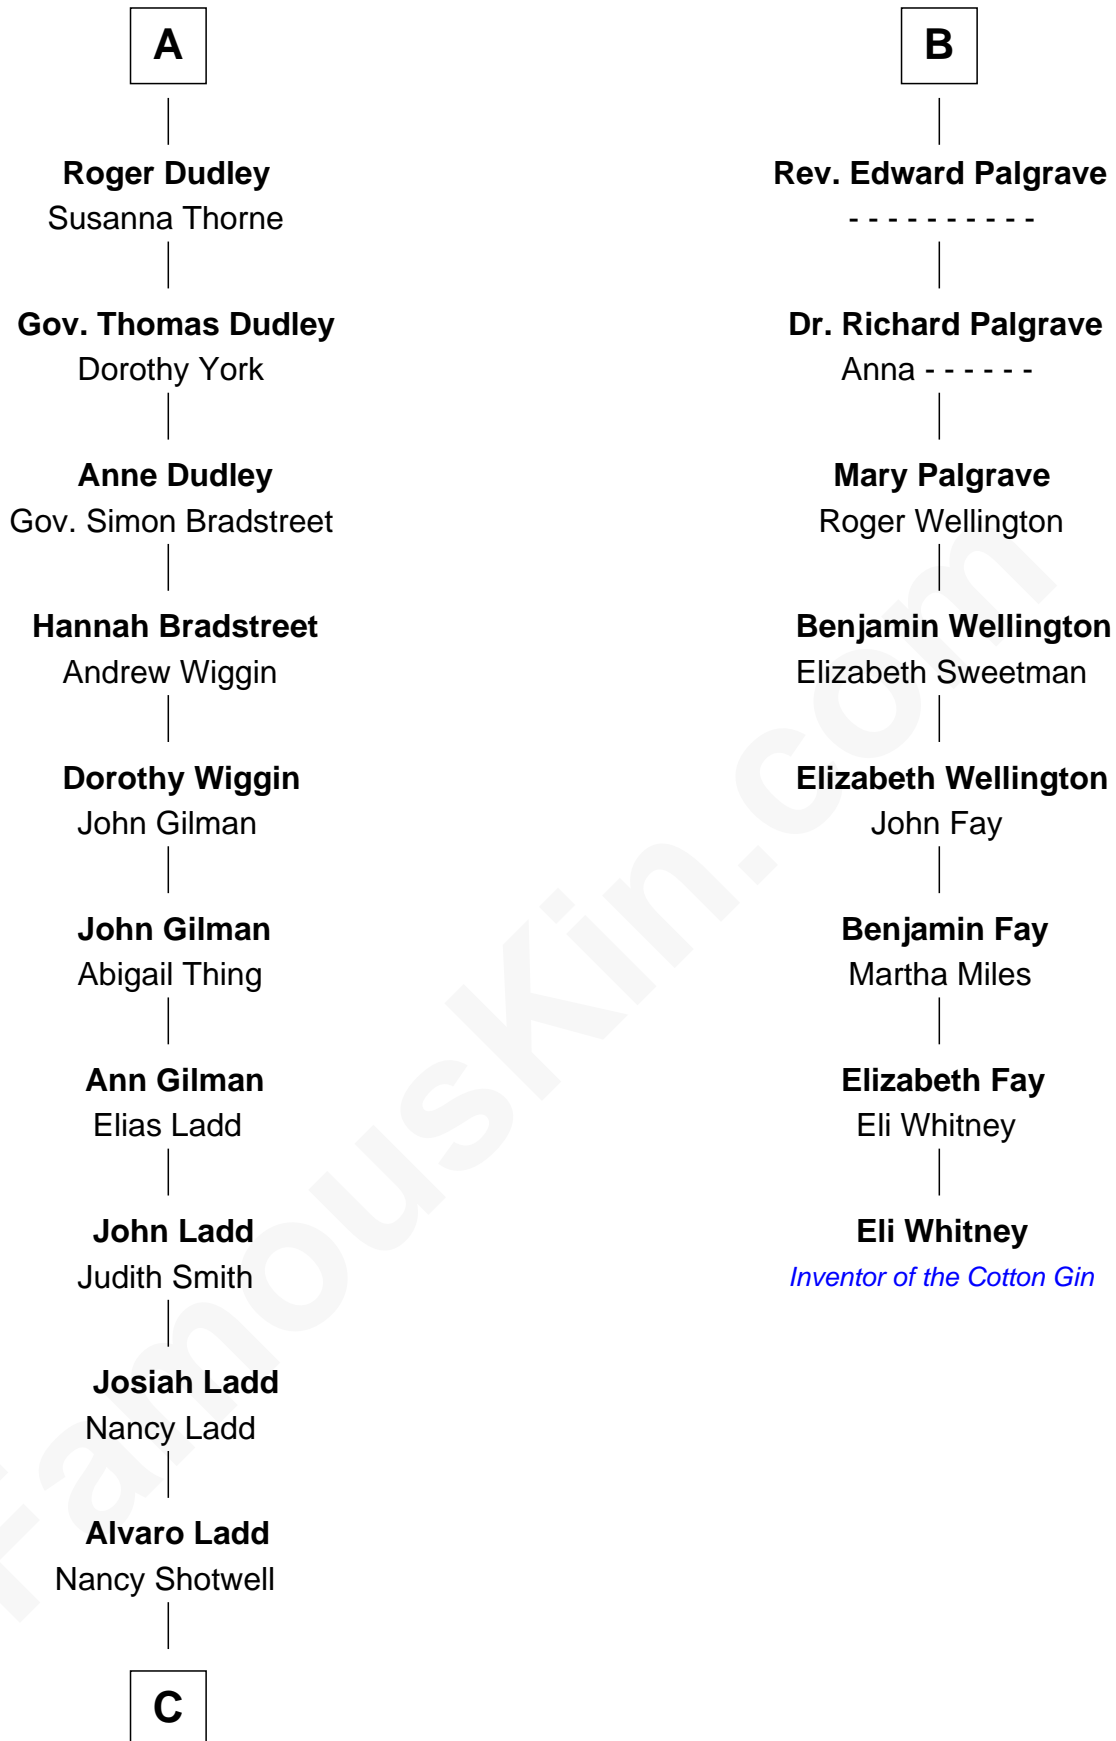 A
Roger Dudley
Susanna Thorne
Gov. Thomas Dudley
Dorothy York
Anne Dudley
Gov. Simon Bradstreet
Hannah Bradstreet
Andrew Wiggin
Dorothy Wiggin
John Gilman
John Gilman
Abigail Thing
Ann Gilman
Elias Ladd
John Ladd
Judith Smith
Josiah Ladd
Nancy Ladd
Alvaro Ladd
Nancy Shotwell
C
B
Rev. Edward Palgrave
- - - - - - - - - -
Dr. Richard Palgrave
Anna - - - - - -
Mary Palgrave
Roger Wellington
Benjamin Wellington
Elizabeth Sweetman
Elizabeth Wellington
John Fay
Benjamin Fay
Martha Miles
Elizabeth Fay
Eli Whitney
Eli Whitney
Inventor of the Cotton Gin
FamousKin.com